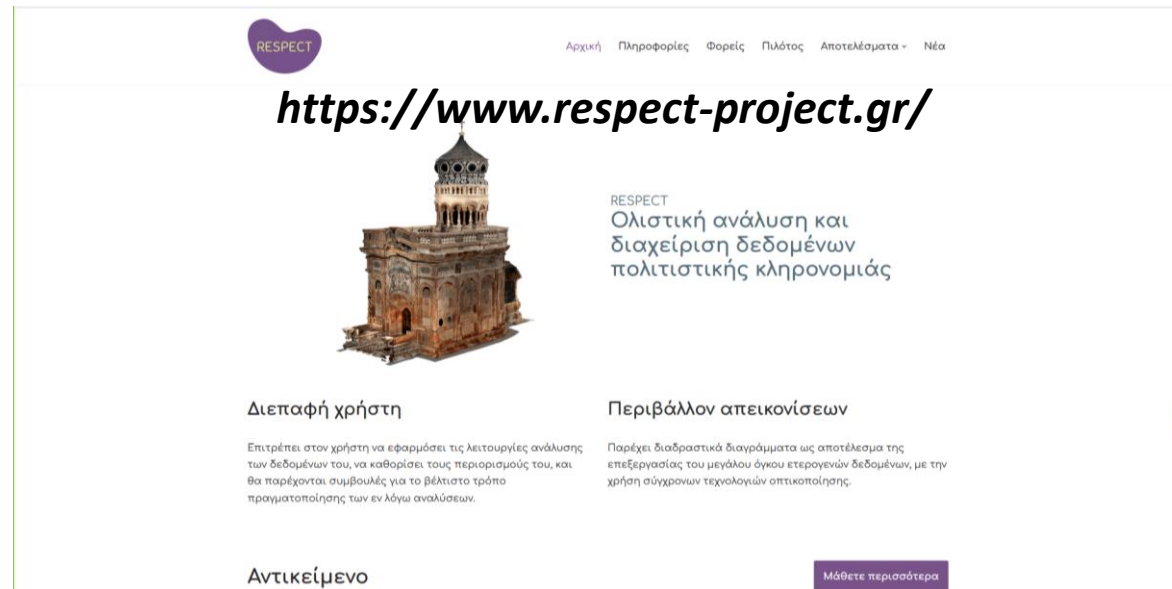 RESPECT
Αρχική Πληροφορίες Φορείς Πιλότος Αποτελέσματα Νέα
https://www.respect-project.gr/
RESPECT
Ολιστική ανάλυση και
διαχείριση δεδομένων
πολιτιστικής κληρονομιάς
Διεπαφή χρήστη
Επιτρέπει στον χρήστη να εφαρμόσει τις λειτουργίες ανάλυσης
των δεδομένων του, να καθορίσει τους περιορισμούς του, και
θα παρέχονται συμβουλές για το βέλτιστο τρόπο
πραγματοποίησης των εν λόγω αναλύσεων.
Περιβάλλον απεικονίσεων
Παρέχει διαδραστικά διαγράμματα ως αποτέλεσμα της
επεξεργασίας του μεγάλου όγκου ετερογενών δεδομένων, με την
χρήση σύχρονων τεχνολογιών οπτικοποίησης.
Αντικείμενο
Μάθετε περισσότερα